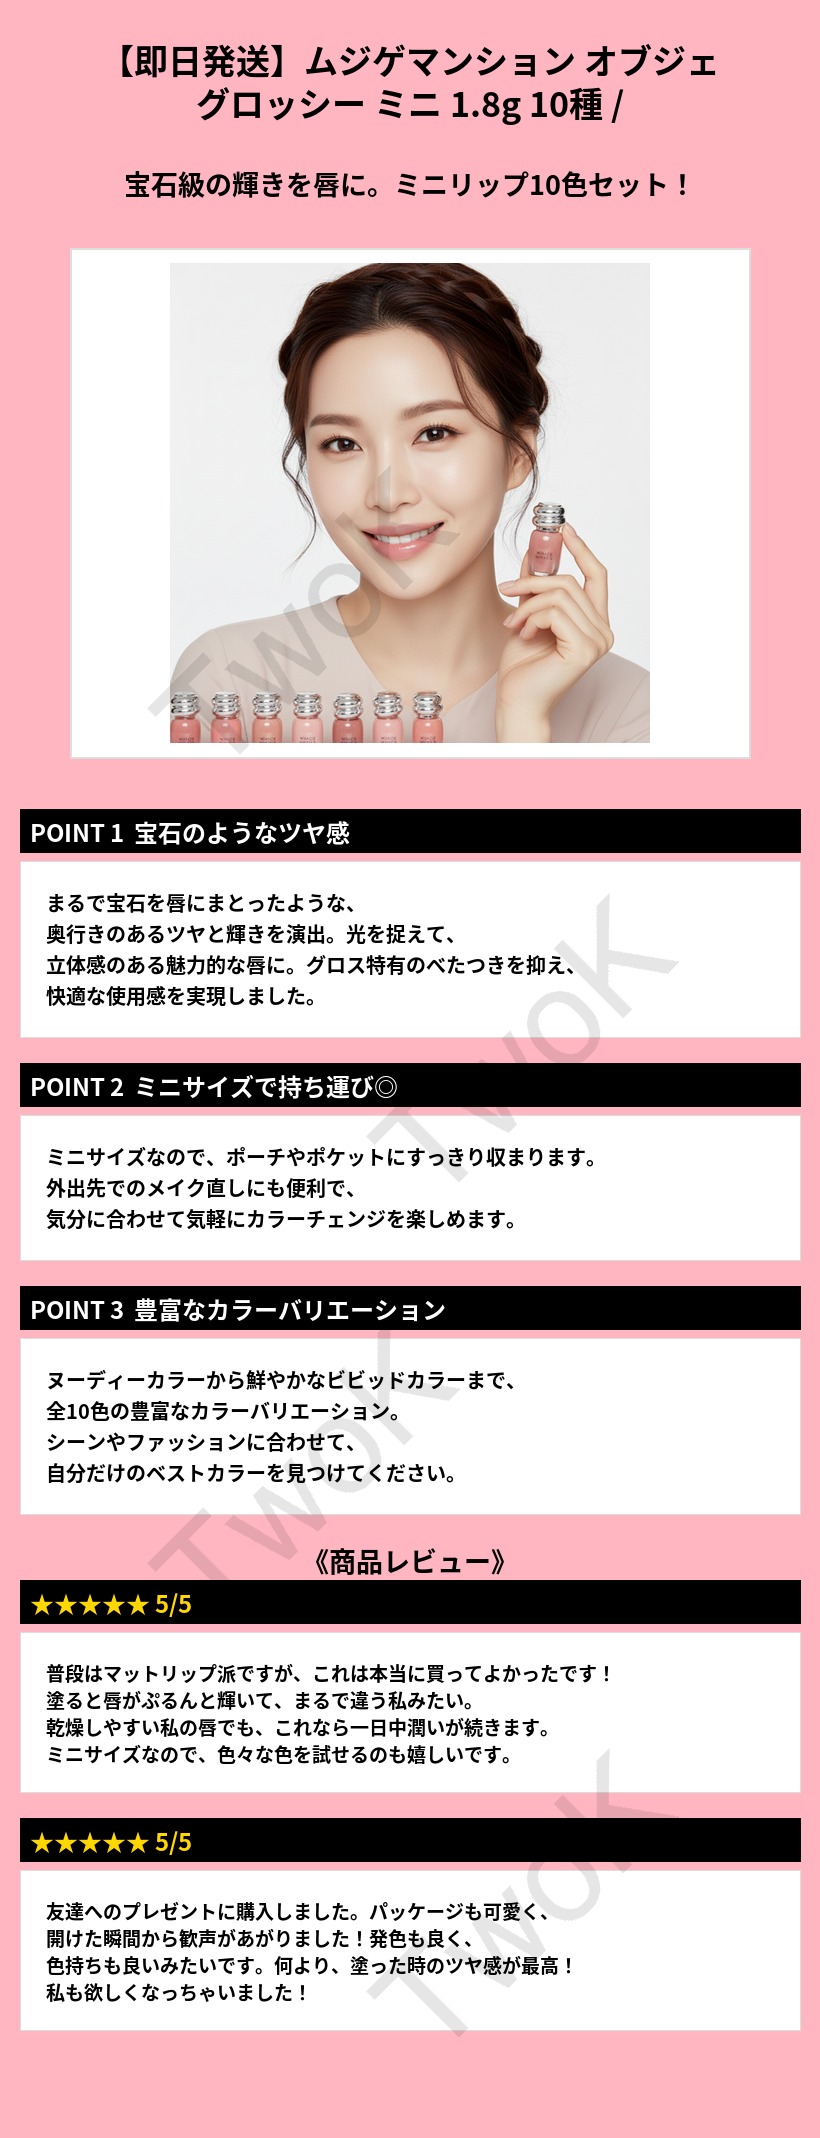 【即日発送】ムジゲマンション オブジェ
グロッシー ミニ 1.8g 10種 /
宝石級の輝きを唇に。ミニリップ10色セット！
TwoK
POINT 1 宝石のようなツヤ感
まるで宝石を唇にまとったような、
奥行きのあるツヤと輝きを演出。光を捉えて、
立体感のある魅力的な唇に。グロス特有のべたつきを抑え、
快適な使用感を実現しました。
TwoK
POINT 2 ミニサイズで持ち運び◎
ミニサイズなので、ポーチやポケットにすっきり収まります。
外出先でのメイク直しにも便利で、
気分に合わせて気軽にカラーチェンジを楽しめます。
POINT 3 豊富なカラーバリエーション
ヌーディーカラーから鮮やかなビビッドカラーまで、
全10色の豊富なカラーバリエーション。
シーンやファッションに合わせて、
自分だけのベストカラーを見つけてください。
TwoK
《商品レビュー》
★★★★★ 5/5
普段はマットリップ派ですが、これは本当に買ってよかったです！
塗ると唇がぷるんと輝いて、まるで違う私みたい。
乾燥しやすい私の唇でも、これなら一日中潤いが続きます。
ミニサイズなので、色々な色を試せるのも嬉しいです。
★★★★★ 5/5
友達へのプレゼントに購入しました。パッケージも可愛く、
開けた瞬間から歓声があがりました！発色も良く、
色持ちも良いみたいです。何より、塗った時のツヤ感が最高！
私も欲しくなっちゃいました！
TwoK